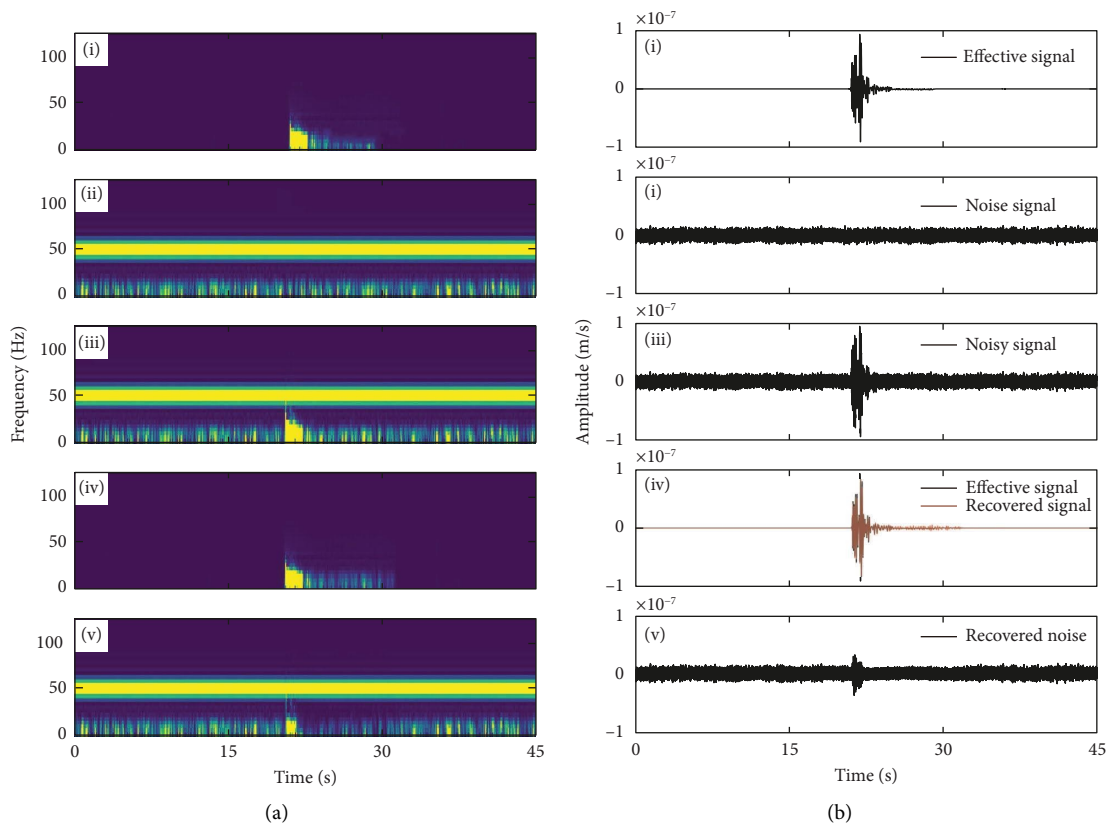 (i)
100
50
0
(ii)
100
50
0
(iii)
100
50
0
(iv)
100
50
0
(v)
100
50
0
0
15
30
45
Frequency (Hz)
Time (s)
(a)
×10⁻⁷
1
0
−1
(i)
Effective signal
×10⁻⁷
1
0
−1
(i)
Noise signal
×10⁻⁷
1
0
−1
(iii)
Noisy signal
×10⁻⁷
1
0
−1
(iv)
Effective signal
Recovered signal
×10⁻⁷
1
0
−1
(v)
Recovered noise
0
15
30
45
Amplitude (m/s)
Time (s)
(b)